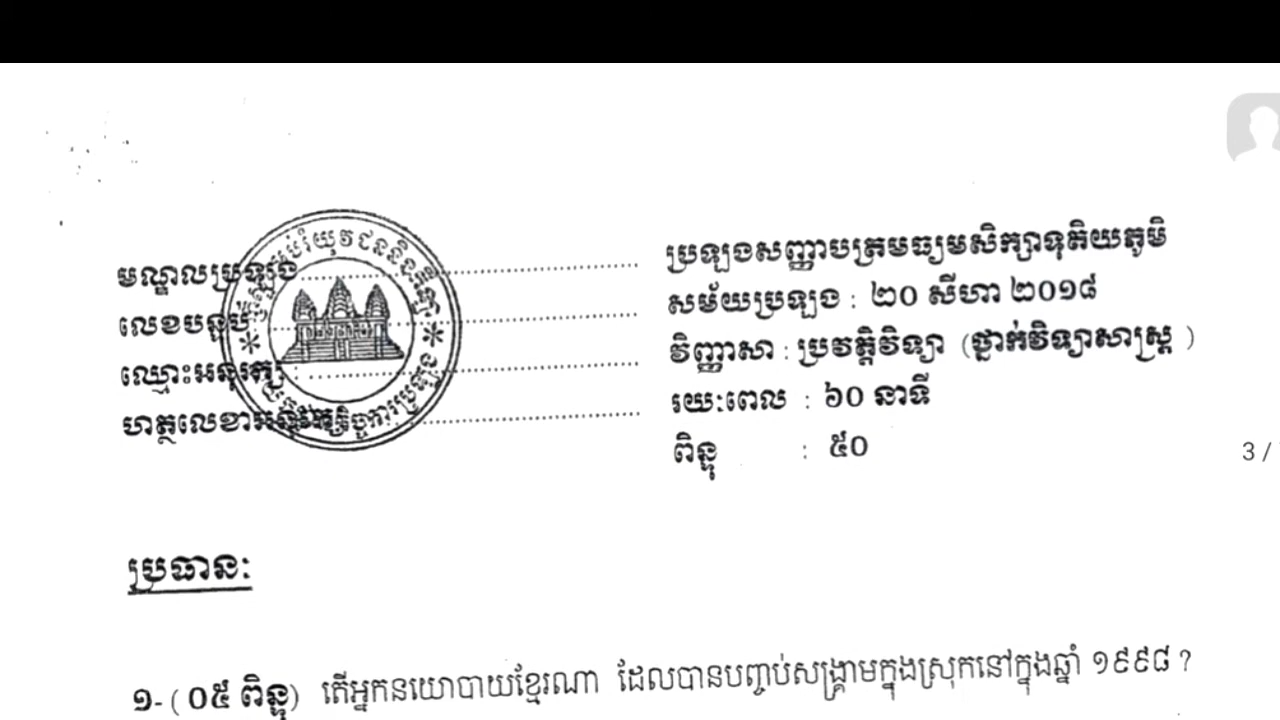 មណ្ឌលប្រឡង
លេខបន្ទប់
ឈ្មោះអនុរក្ស
ហត្ថលេខាអនុរក្ស
ប្រឡងសញ្ញាបត្រមធ្យមសិក្សាទុតិយភូមិ
សម័យប្រឡង : ២០ សីហា ២០១៨
វិញ្ញាសា : ប្រវត្តិវិទ្យា (ថ្នាក់វិទ្យាសាស្ត្រ )
រយៈពេល : ៦០ នាទី
ពិន្ទុ : ៥០
3 /
ប្រធានៈ
១- ( ០៥ ពិន្ទុ) តើអ្នកនយោបាយខ្មែរណា ដែលបានបញ្ចប់សង្គ្រាមក្នុងស្រុកនៅក្នុងឆ្នាំ ១៩៩៨ ?